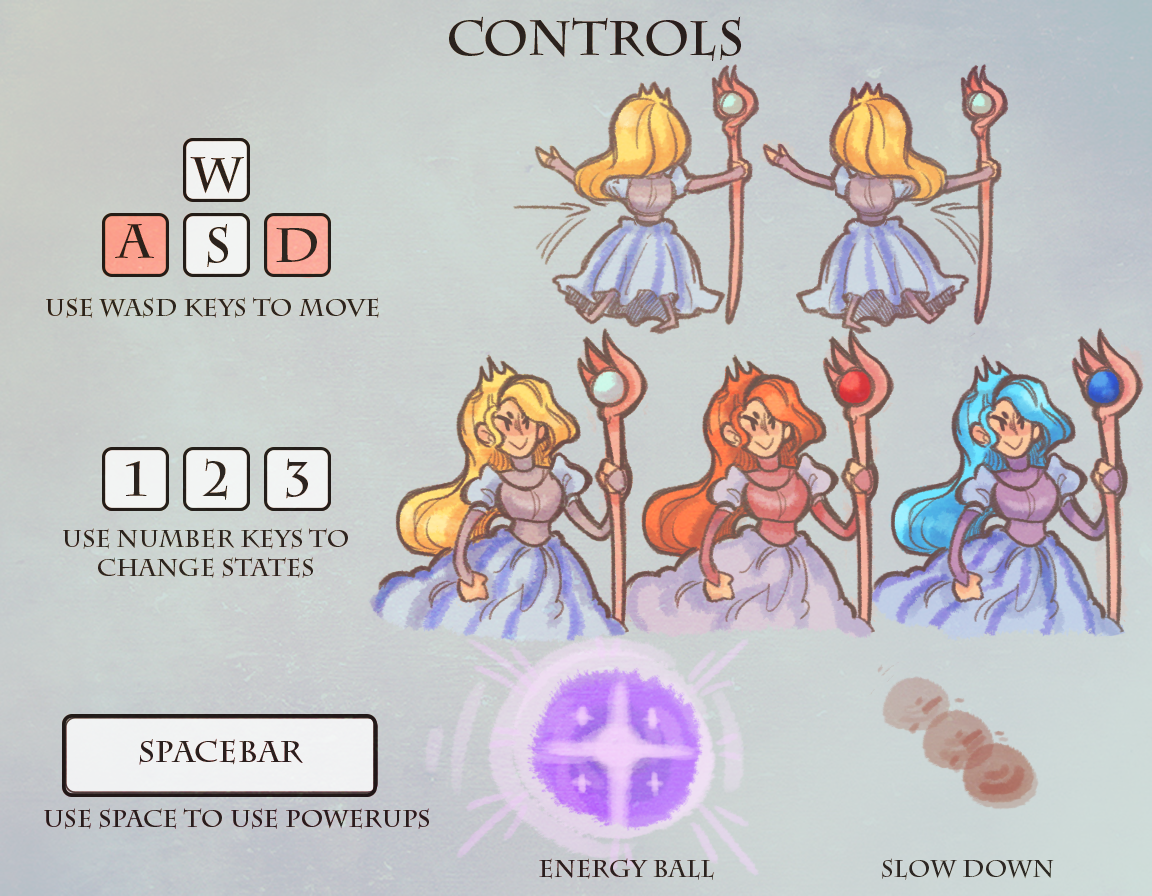 CONTROLS
W
A S D
USE WASD KEYS TO MOVE
1 2 3
USE NUMBER KEYS TO
CHANGE STATES
SPACEBAR
USE SPACE TO USE POWERUPS
ENERGY BALL
SLOW DOWN